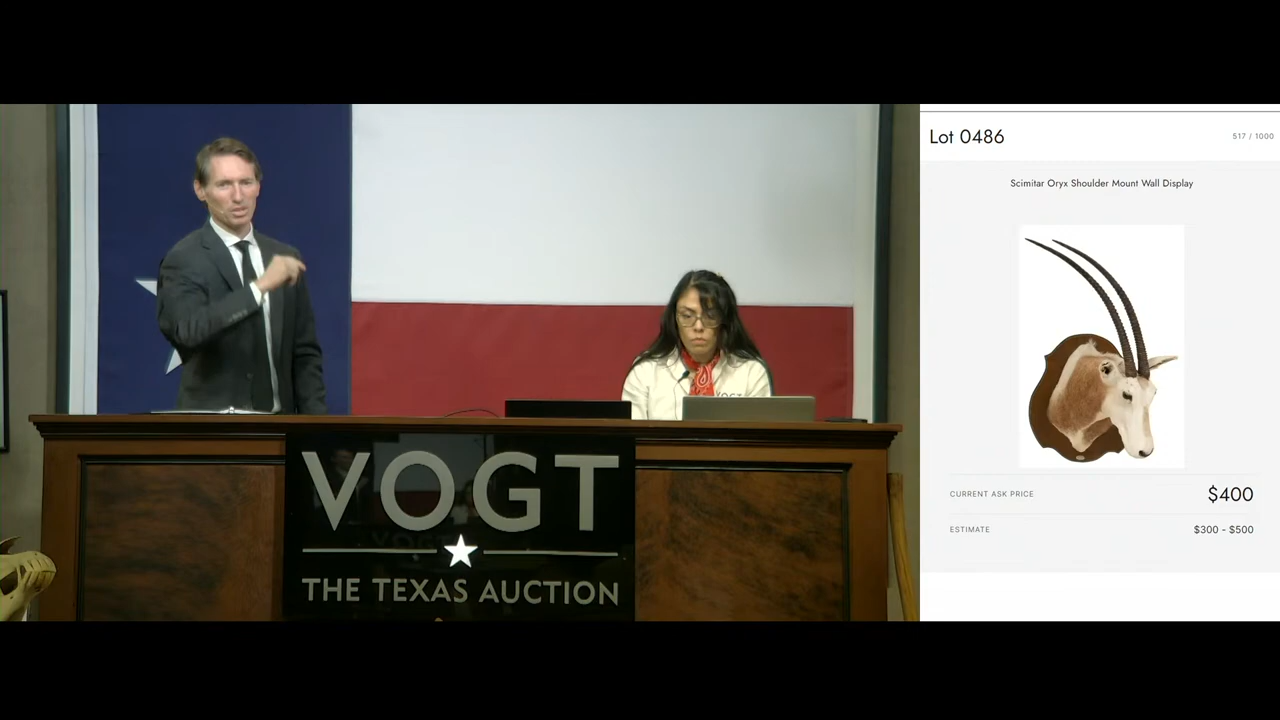 VOGT
VOGT
THE TEXAS AUCTION
Lot 0486
517 / 1000
Scimitar Oryx Shoulder Mount Wall Display
CURRENT ASK PRICE
$400
ESTIMATE
$300 - $500